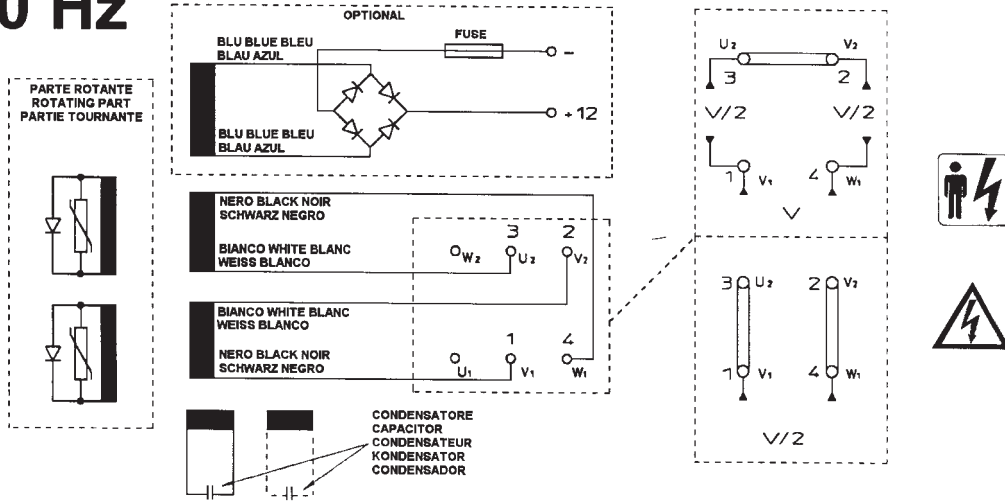 0 Hz
OPTIONAL
BLU BLUE BLEU
BLAU AZUL
FUSE
–
+12
BLU BLUE BLEU
BLAU AZUL
PARTE ROTANTE
ROTATING PART
PARTIE TOURNANTE
NERO BLACK NOIR
SCHWARZ NEGRO
BIANCO WHITE BLANC
WEISS BLANCO
3 2
W2 U2 V2
BIANCO WHITE BLANC
WEISS BLANCO
NERO BLACK NOIR
SCHWARZ NEGRO
1 4
U1 V1 W1
CONDENSATORE
CAPACITOR
CONDENSATEUR
KONDENSATOR
CONDENSADOR
U2 V2
3 2
V/2 V/2
1 V1 4 W1
V
3 U2 2 V2
1 V1 4 W1
V/2